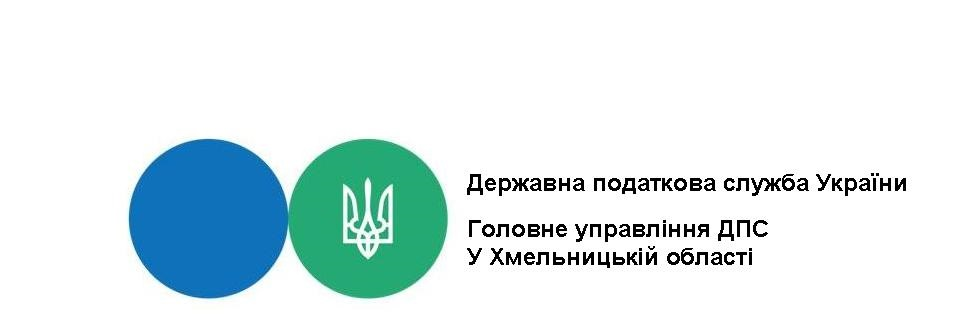 Державна податкова служба України
Головне управління ДПС
У Хмельницькій області